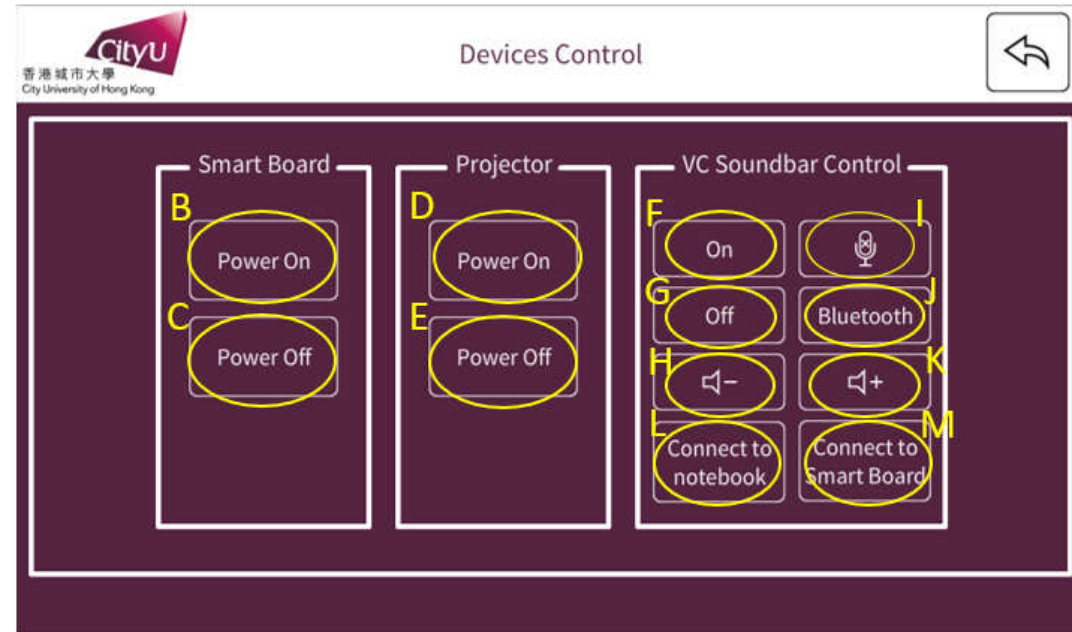 CityU
香港城市大學
City University of Hong Kong
Devices Control
Smart Board
B
Power On
C
Power Off
Projector
D
Power On
E
Power Off
VC Soundbar Control
F
On
I
G
Off
J
Bluetooth
H
−
K
+
L
Connect to
notebook
M
Connect to
Smart Board